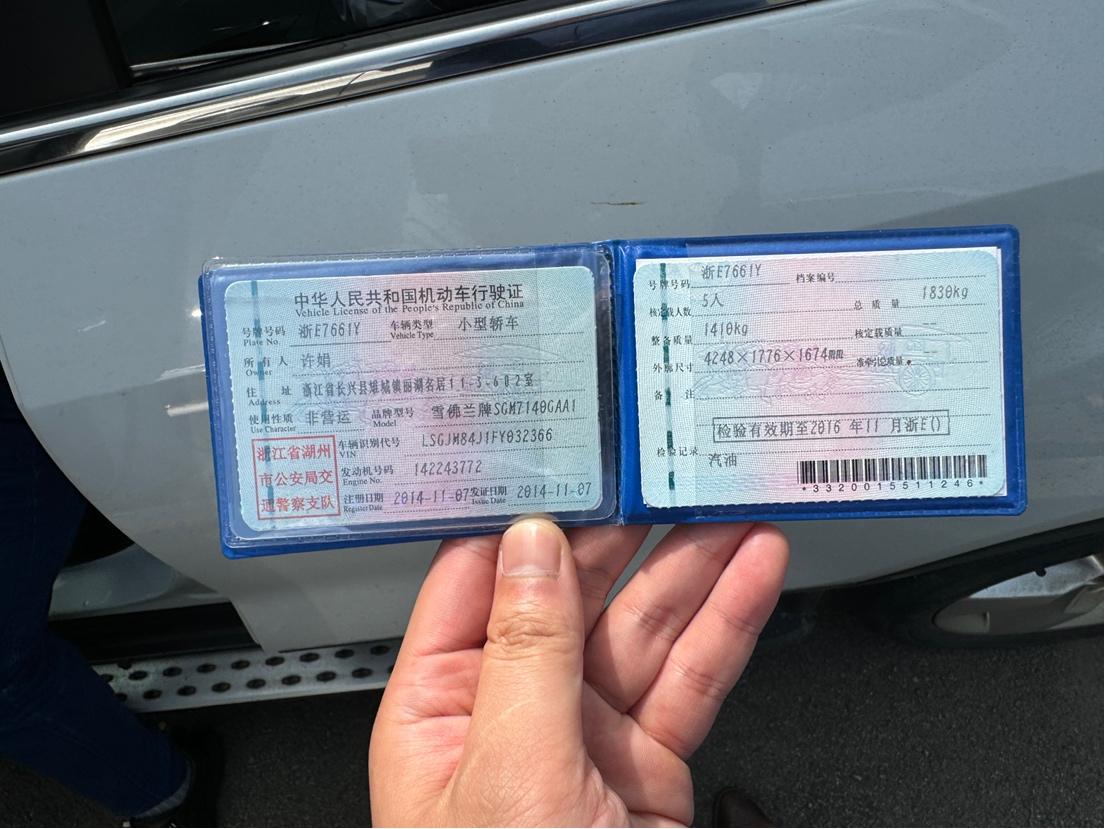 中华人民共和国机动车行驶证
Vehicle License of the People's Republic of China
号牌号码 浙E7661Y 车辆类型 小型轿车
Plate No. Vehicle Type
所有人 许娟
Owner
住址 浙江省长兴县雉城镇丽湖名居11-3-602室
Address
使用性质 非营运 品牌型号 雪佛兰牌SGM7140GAA1
Use Character Model
浙江省湖州市公安局交通警察支队
车辆识别代号 LSGJM84J1FY032366
VIN
发动机号码 142243772
Engine No.
注册日期 2014-11-07 发证日期 2014-11-07
Register Date Issue Date
号牌号码 浙E7661Y 档案编号
核定载人数 5人 总质量 1830kg
整备质量 1410kg 核定载质量 --
外廓尺寸 4248×1776×1674mm 准牵引总质量 --
备注
检验有效期至2016年11月浙E()
检验记录
汽油
*3320015511246*